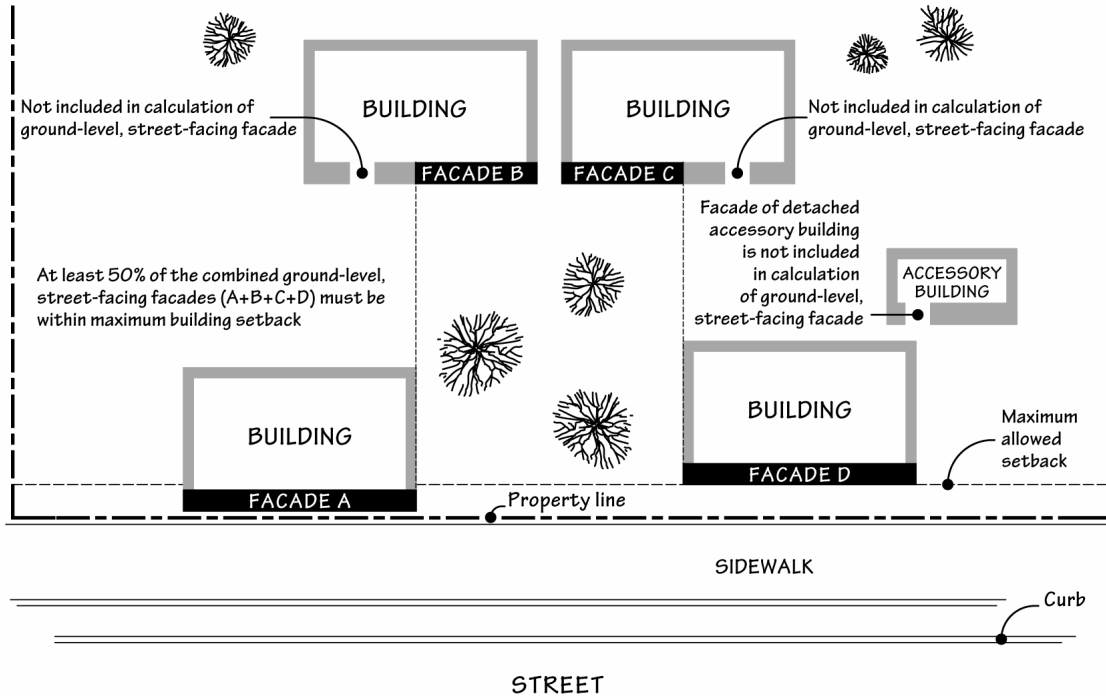 BUILDING
BUILDING
Not included in calculation of
ground-level, street-facing facade
Not included in calculation of
ground-level, street-facing facade
FACADE B
FACADE C
Facade of detached
accessory building
is not included
in calculation
of ground-level,
street-facing facade
ACCESSORY
BUILDING
At least 50% of the combined ground-level,
street-facing facades (A+B+C+D) must be
within maximum building setback
BUILDING
BUILDING
Maximum
allowed
setback
FACADE D
FACADE A
Property line
SIDEWALK
Curb
STREET